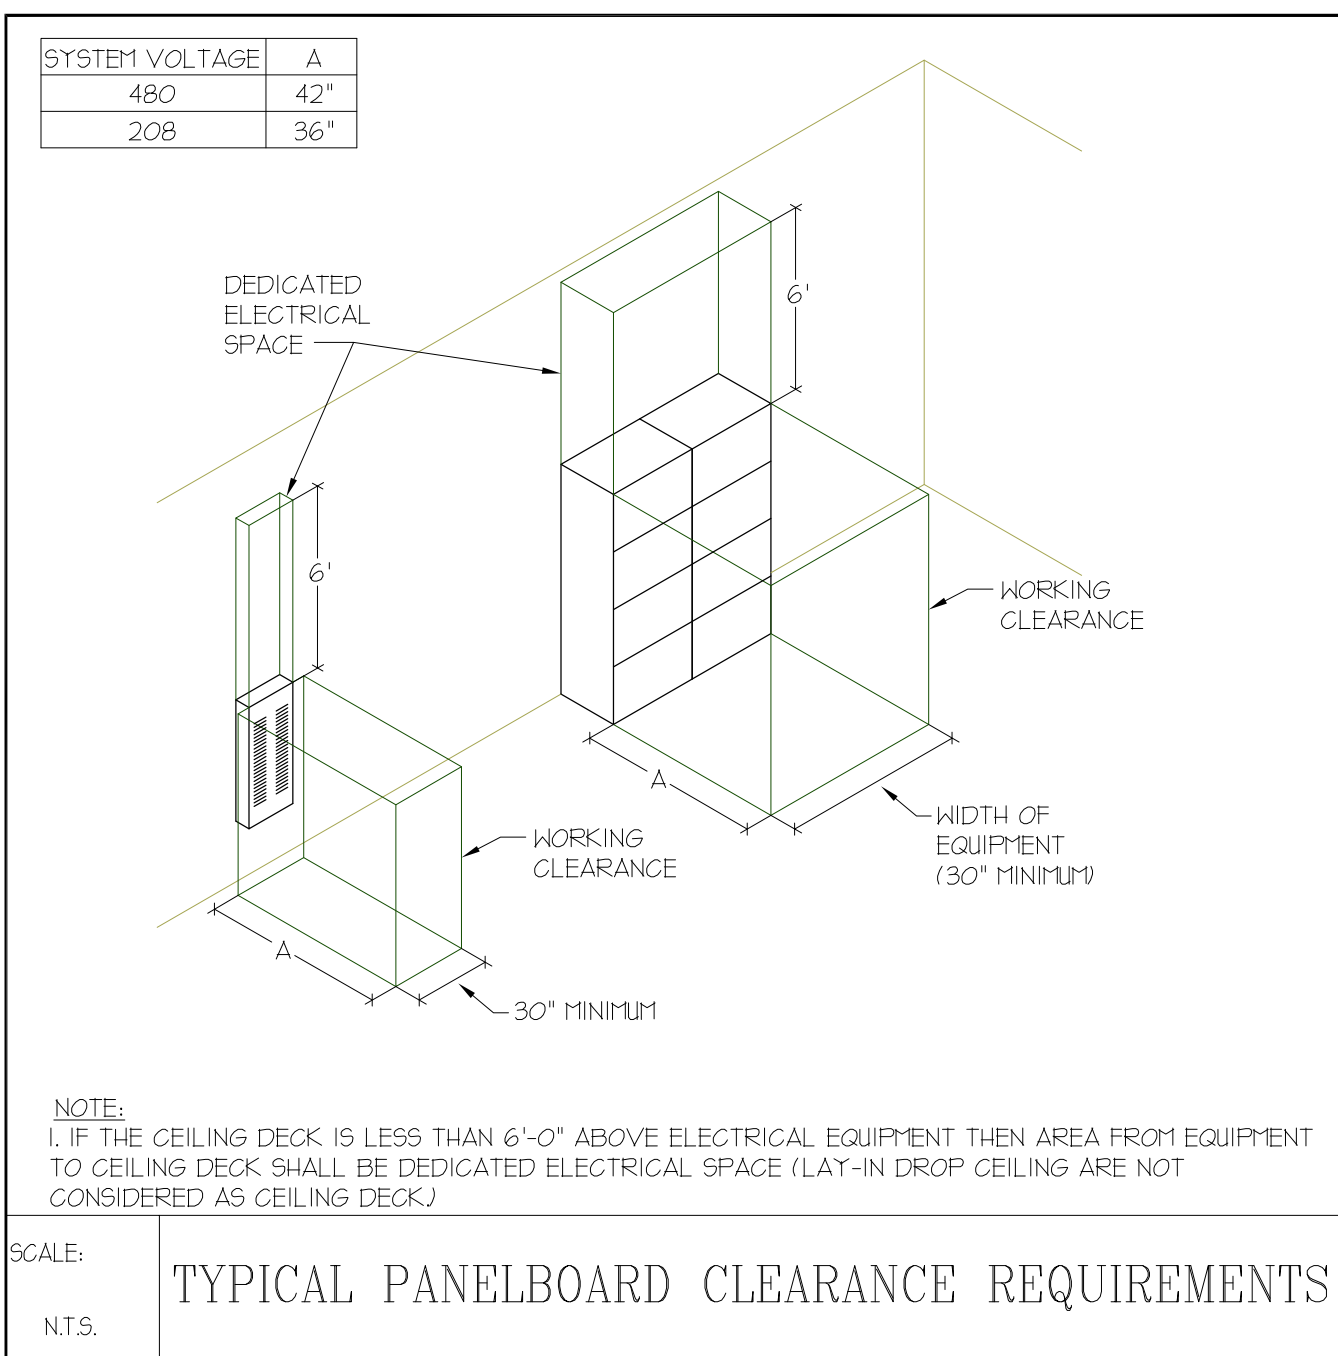 SYSTEM VOLTAGE A
480 42"
208 36"
DEDICATED
ELECTRICAL
SPACE
6'
6'
WORKING
CLEARANCE
A
WIDTH OF
EQUIPMENT
(30" MINIMUM)
WORKING
CLEARANCE
A
30" MINIMUM
NOTE:
1. IF THE CEILING DECK IS LESS THAN 6'-0" ABOVE ELECTRICAL EQUIPMENT THEN AREA FROM EQUIPMENT
TO CEILING DECK SHALL BE DEDICATED ELECTRICAL SPACE (LAY-IN DROP CEILING ARE NOT
CONSIDERED AS CEILING DECK.)
SCALE:
N.T.S.
TYPICAL PANELBOARD CLEARANCE REQUIREMENTS